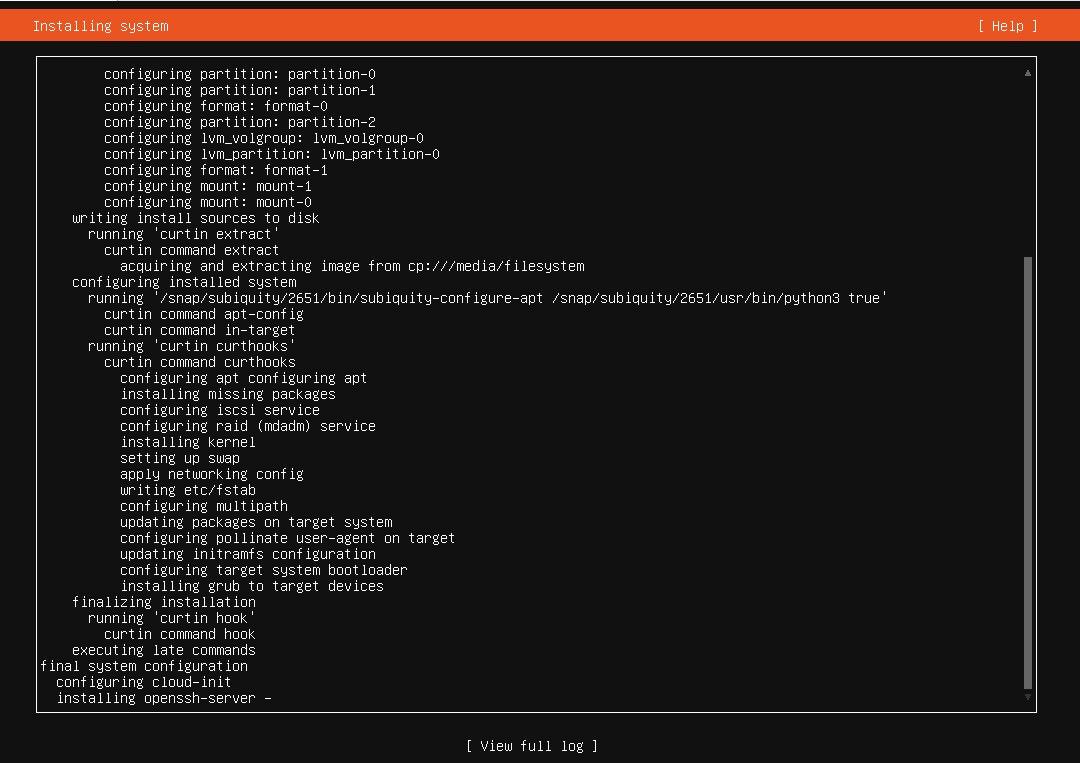 Installing system [ Help ]
configuring partition: partition-0
configuring partition: partition-1
configuring format: format-0
configuring partition: partition-2
configuring lvm_volgroup: lvm_volgroup-0
configuring lvm_partition: lvm_partition-0
configuring format: format-1
configuring mount: mount-1
configuring mount: mount-0
writing install sources to disk
running 'curtin extract'
curtin command extract
acquiring and extracting image from cp:///media/filesystem
configuring installed system
running '/snap/subiquity/2651/bin/subiquity-configure-apt /snap/subiquity/2651/usr/bin/python3 true'
curtin command apt-config
curtin command in-target
running 'curtin curthooks'
curtin command curthooks
configuring apt configuring apt
installing missing packages
configuring iscsi service
configuring raid (mdadm) service
installing kernel
setting up swap
apply networking config
writing etc/fstab
configuring multipath
updating packages on target system
configuring pollinate user-agent on target
updating initramfs configuration
configuring target system bootloader
installing grub to target devices
finalizing installation
running 'curtin hook'
curtin command hook
executing late commands
final system configuration
configuring cloud-init
installing openssh-server -
[ View full log ]